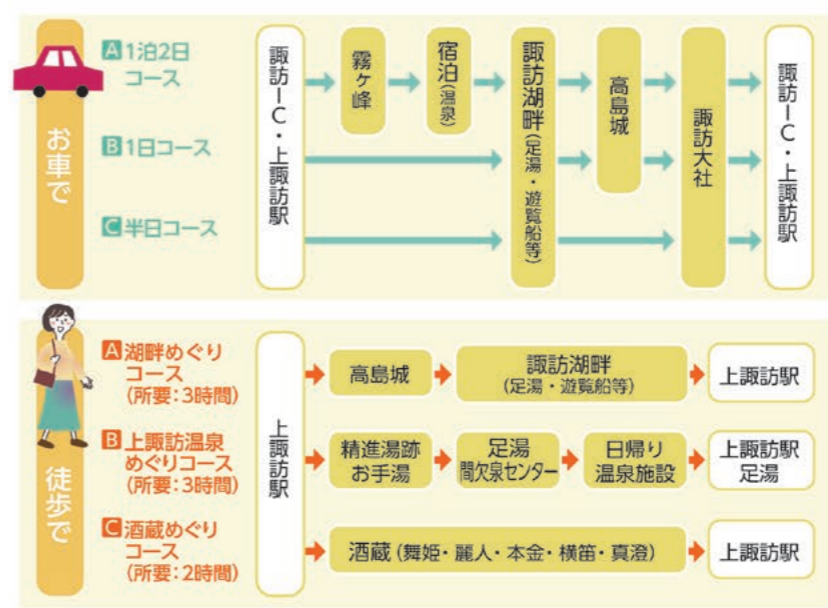 お車で
A 1泊2日
コース
B 1日コース
C 半日コース
諏訪IC・上諏訪駅
霧ヶ峰
宿泊(温泉)
諏訪湖畔(足湯・遊覧船等)
高島城
諏訪大社
諏訪IC・上諏訪駅
徒歩で
A 湖畔めぐり
コース
(所要:3時間)
B 上諏訪温泉
めぐりコース
(所要:3時間)
C 酒蔵めぐり
コース
(所要:2時間)
上諏訪駅
高島城
諏訪湖畔
(足湯・遊覧船等)
上諏訪駅
精進湯跡
お手湯
足湯
間欠泉センター
日帰り
温泉施設
上諏訪駅
足湯
酒蔵(舞姫・麗人・本金・横笛・真澄)
上諏訪駅